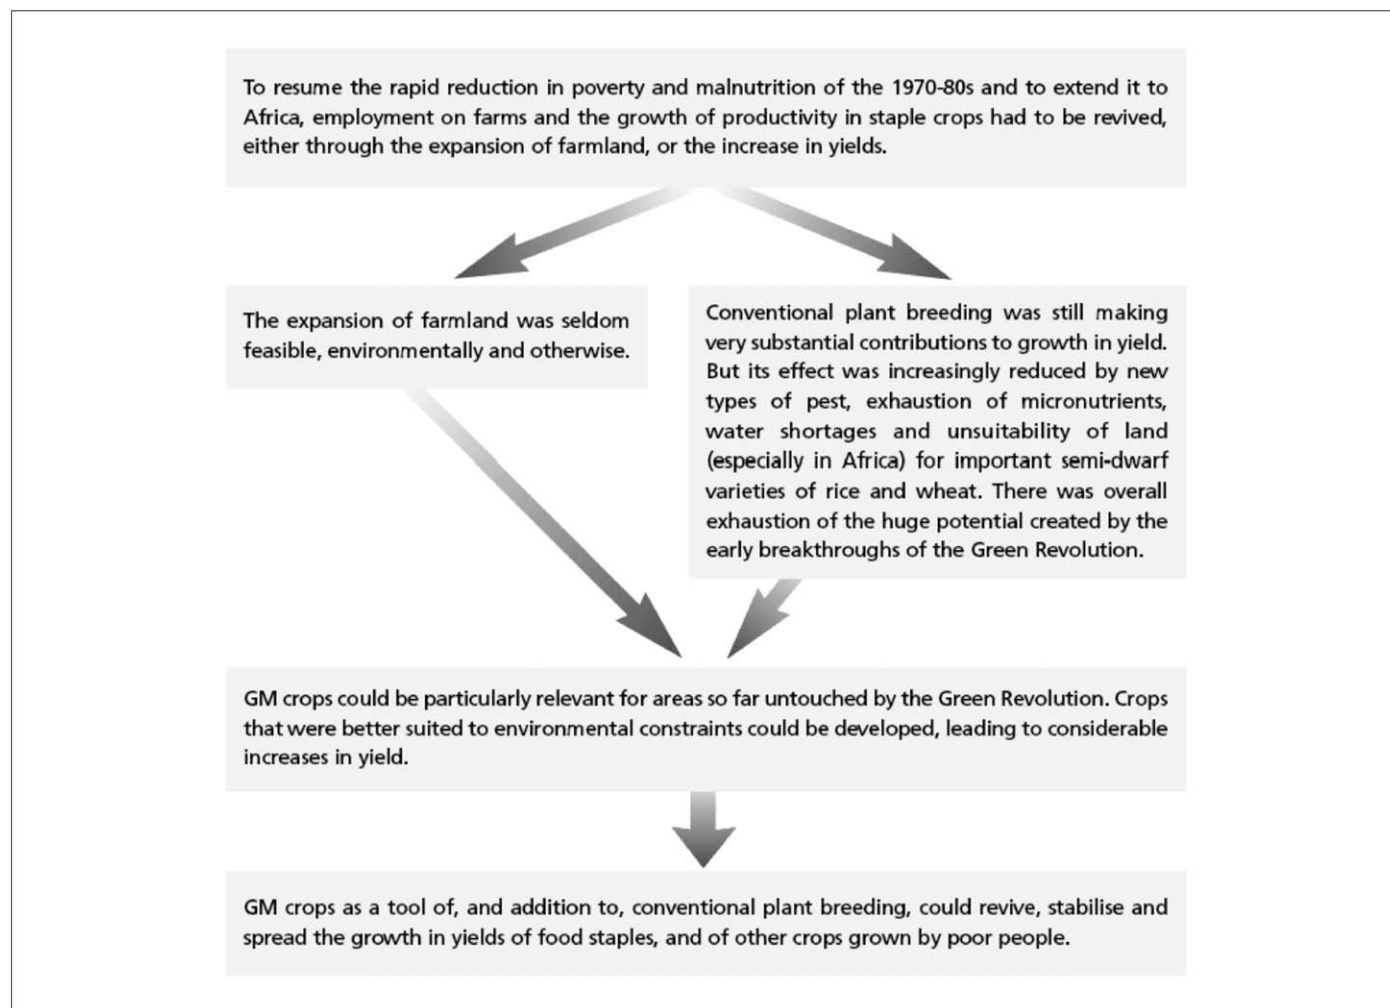 To resume the rapid reduction in poverty and malnutrition of the 1970-80s and to extend it to
Africa, employment on farms and the growth of productivity in staple crops had to be revived,
either through the expansion of farmland, or the increase in yields.
The expansion of farmland was seldom
feasible, environmentally and otherwise.
Conventional plant breeding was still making
very substantial contributions to growth in yield.
But its effect was increasingly reduced by new
types of pest, exhaustion of micronutrients,
water shortages and unsuitability of land
(especially in Africa) for important semi-dwarf
varieties of rice and wheat. There was overall
exhaustion of the huge potential created by the
early breakthroughs of the Green Revolution.
GM crops could be particularly relevant for areas so far untouched by the Green Revolution. Crops
that were better suited to environmental constraints could be developed, leading to considerable
increases in yield.
GM crops as a tool of, and addition to, conventional plant breeding, could revive, stabilise and
spread the growth in yields of food staples, and of other crops grown by poor people.